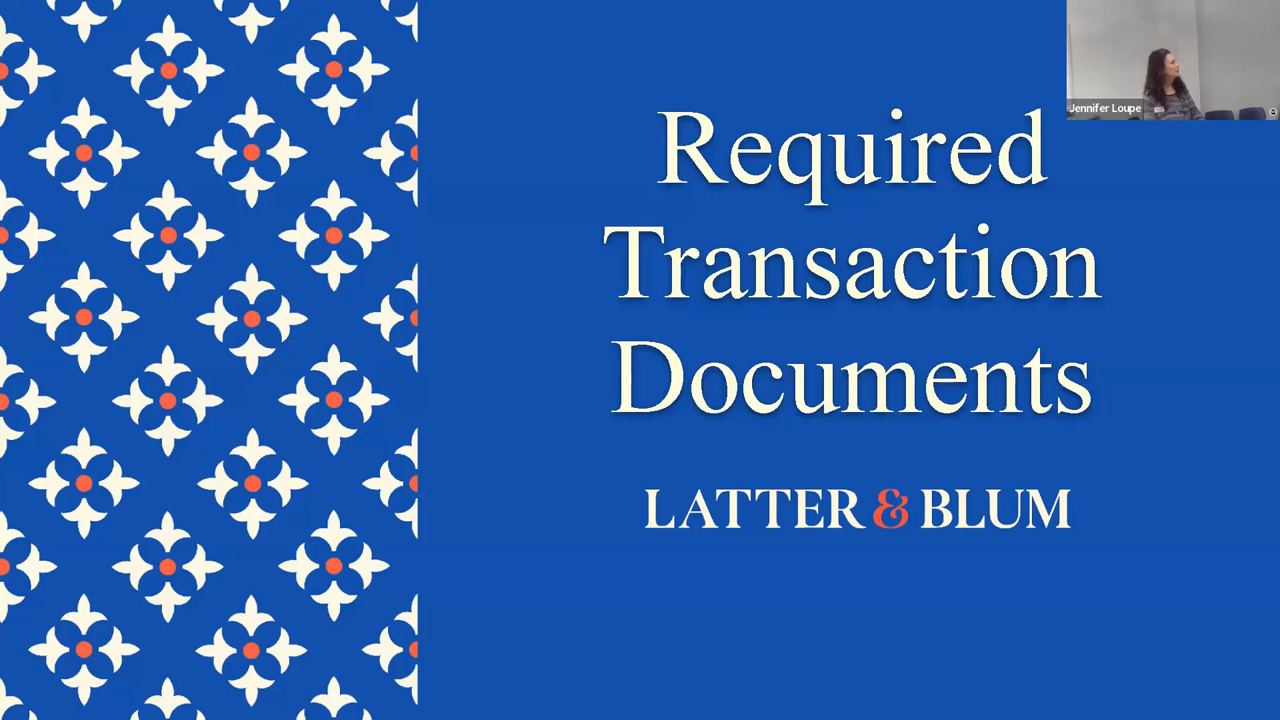 Required
Transaction
Documents
LATTER & BLUM
Jennifer Loupe